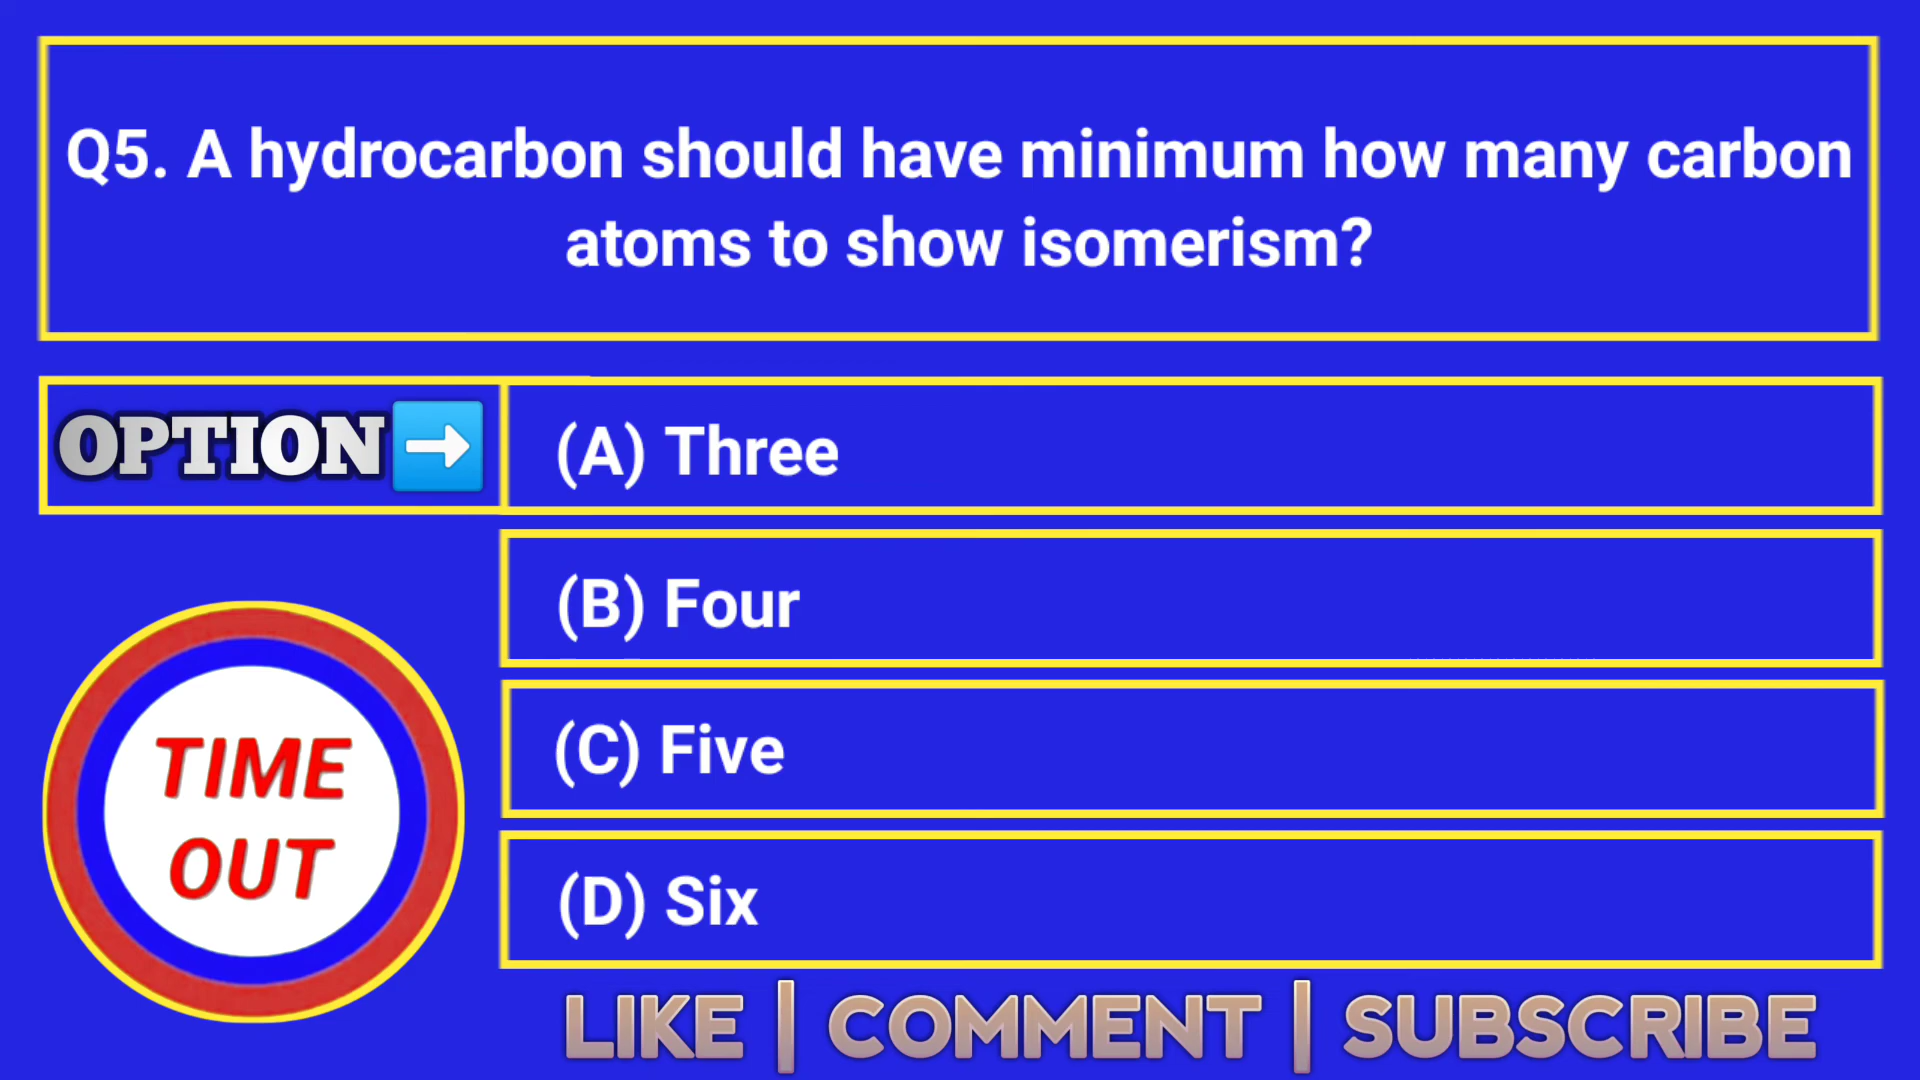 Q5. A hydrocarbon should have minimum how many carbon
atoms to show isomerism?
OPTION➡
(A) Three
(B) Four
(C) Five
(D) Six
TIME
OUT
LIKE | COMMENT | SUBSCRIBE